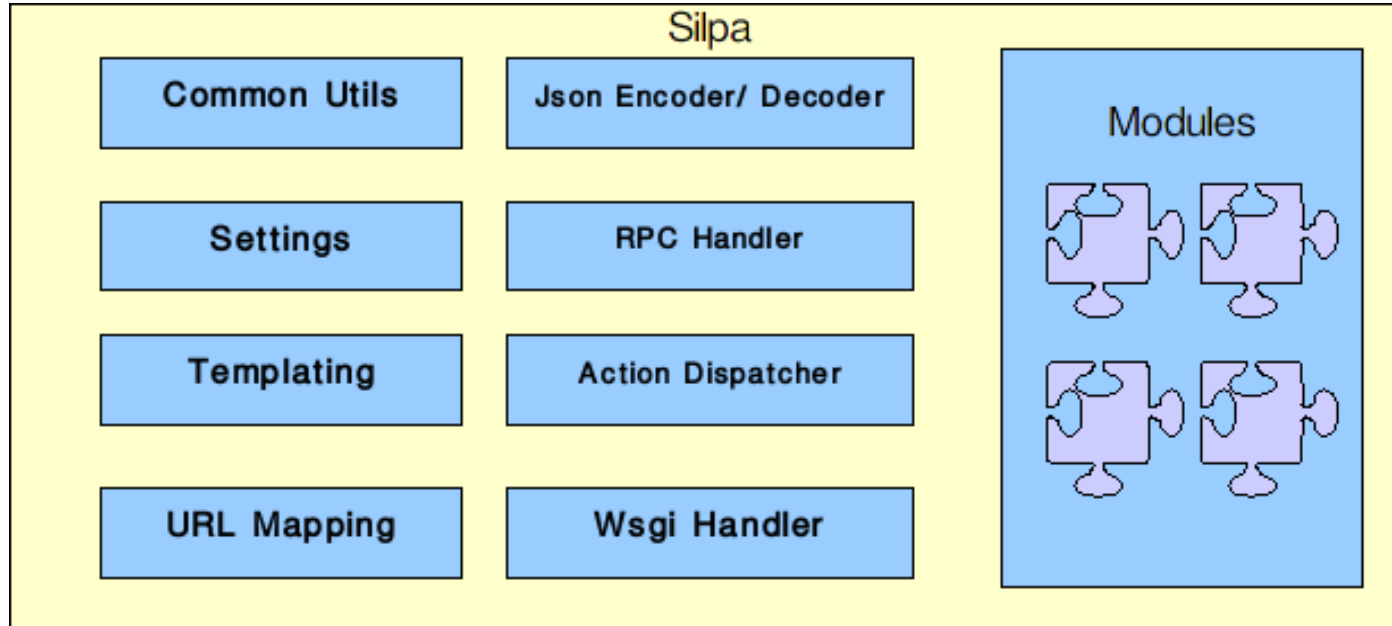 Silpa
Common Utils
Json Encoder/ Decoder
Modules
Settings
RPC Handler
Templating
Action Dispatcher
URL Mapping
Wsgi Handler